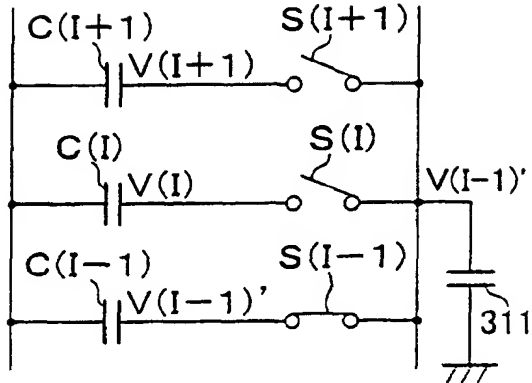 C(I+1)
V(I+1)
S(I+1)
C(I)
V(I)
S(I)
V(I-1)'
C(I-1)
V(I-1)'
S(I-1)
311